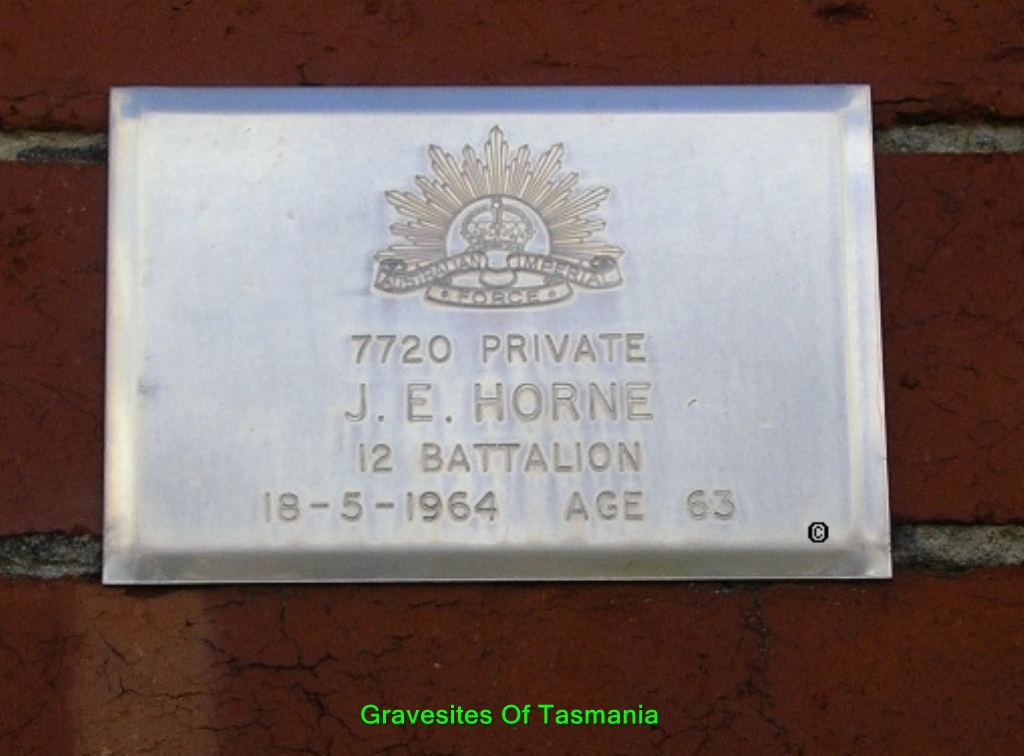 AUSTRALIAN IMPERIAL
FORCE
7720 PRIVATE
J. E. HORNE
12 BATTALION
18-5-1964 AGE 63
©
Gravesites Of Tasmania